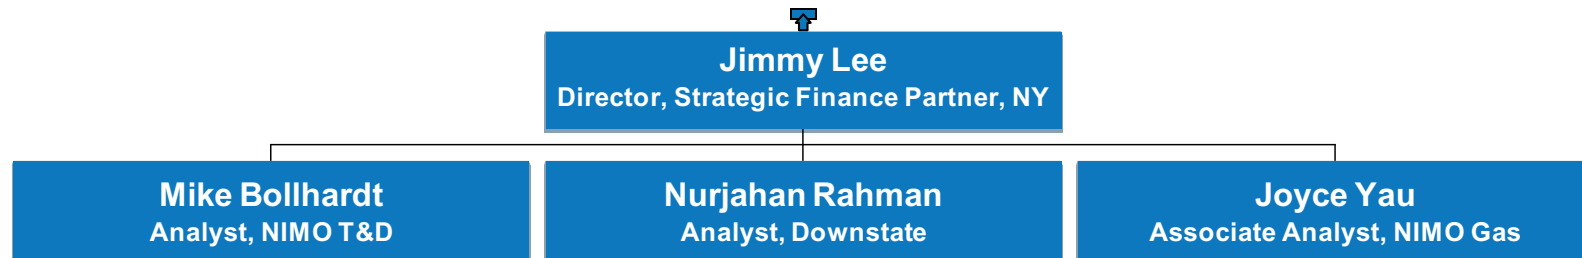 Jimmy Lee
Director, Strategic Finance Partner, NY
Mike Bollhardt
Analyst, NIMO T&D
Nurjahan Rahman
Analyst, Downstate
Joyce Yau
Associate Analyst, NIMO Gas